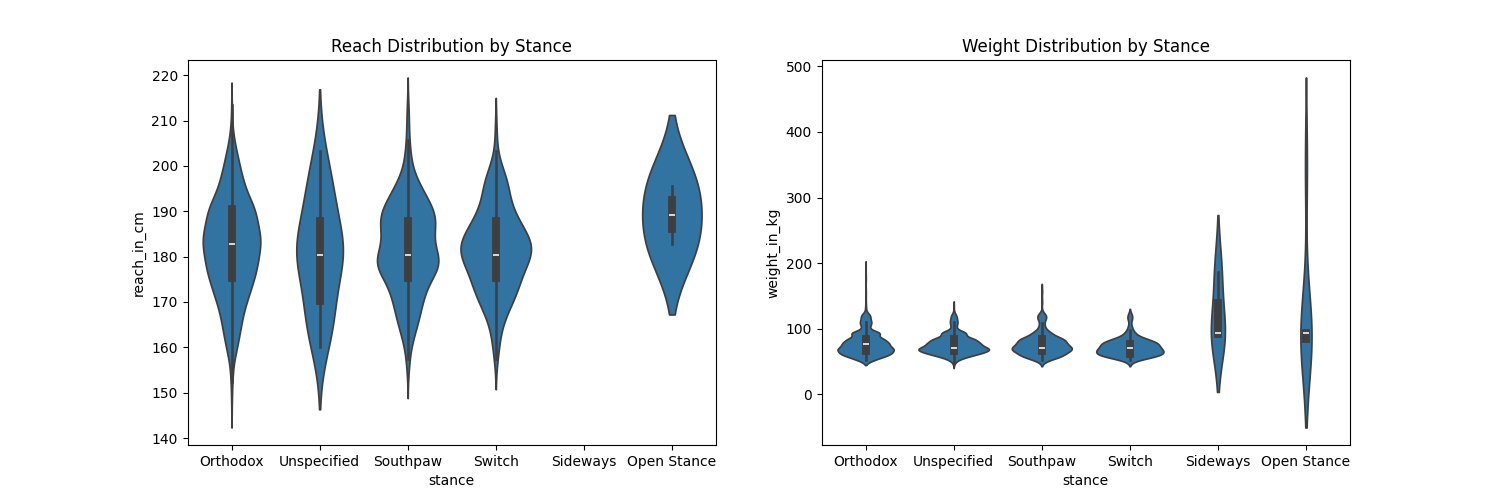 Reach Distribution by Stance
220
210
200
190
180
170
160
150
140
reach_in_cm
Orthodox Unspecified Southpaw Switch Sideways Open Stance
stance
Weight Distribution by Stance
500
400
300
200
100
0
weight_in_kg
Orthodox Unspecified Southpaw Switch Sideways Open Stance
stance